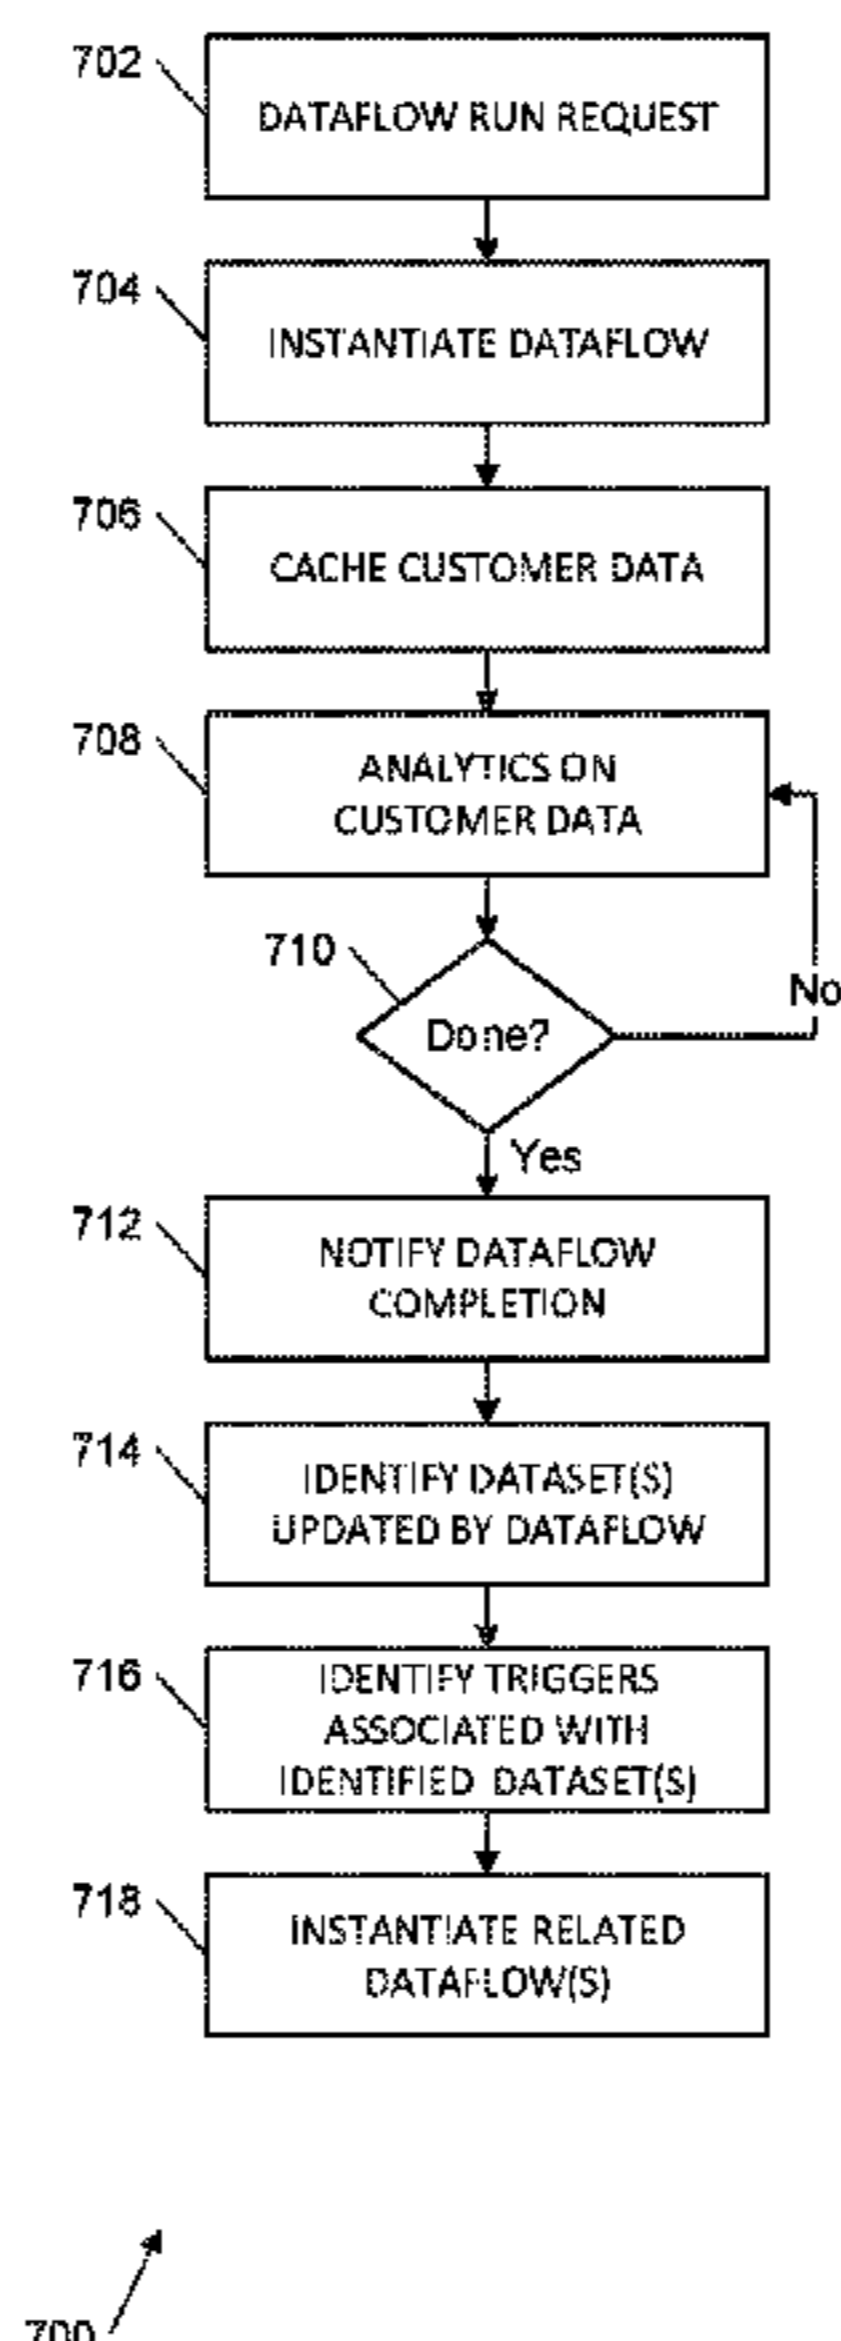 702
DATAFLOW RUN REQUEST
704
INSTANTIATE DATAFLOW
706
CACHE CUSTOMER DATA
708
ANALYTICS ON
CUSTOMER DATA
710
Done?
No
Yes
712
NOTIFY DATAFLOW
COMPLETION
714
IDENTIFY DATASET(S)
UPDATED BY DATAFLOW
716
IDENTIFY TRIGGERS
ASSOCIATED WITH
IDENTIFIED DATASET(S)
718
INSTANTIATE RELATED
DATAFLOW(S)
700